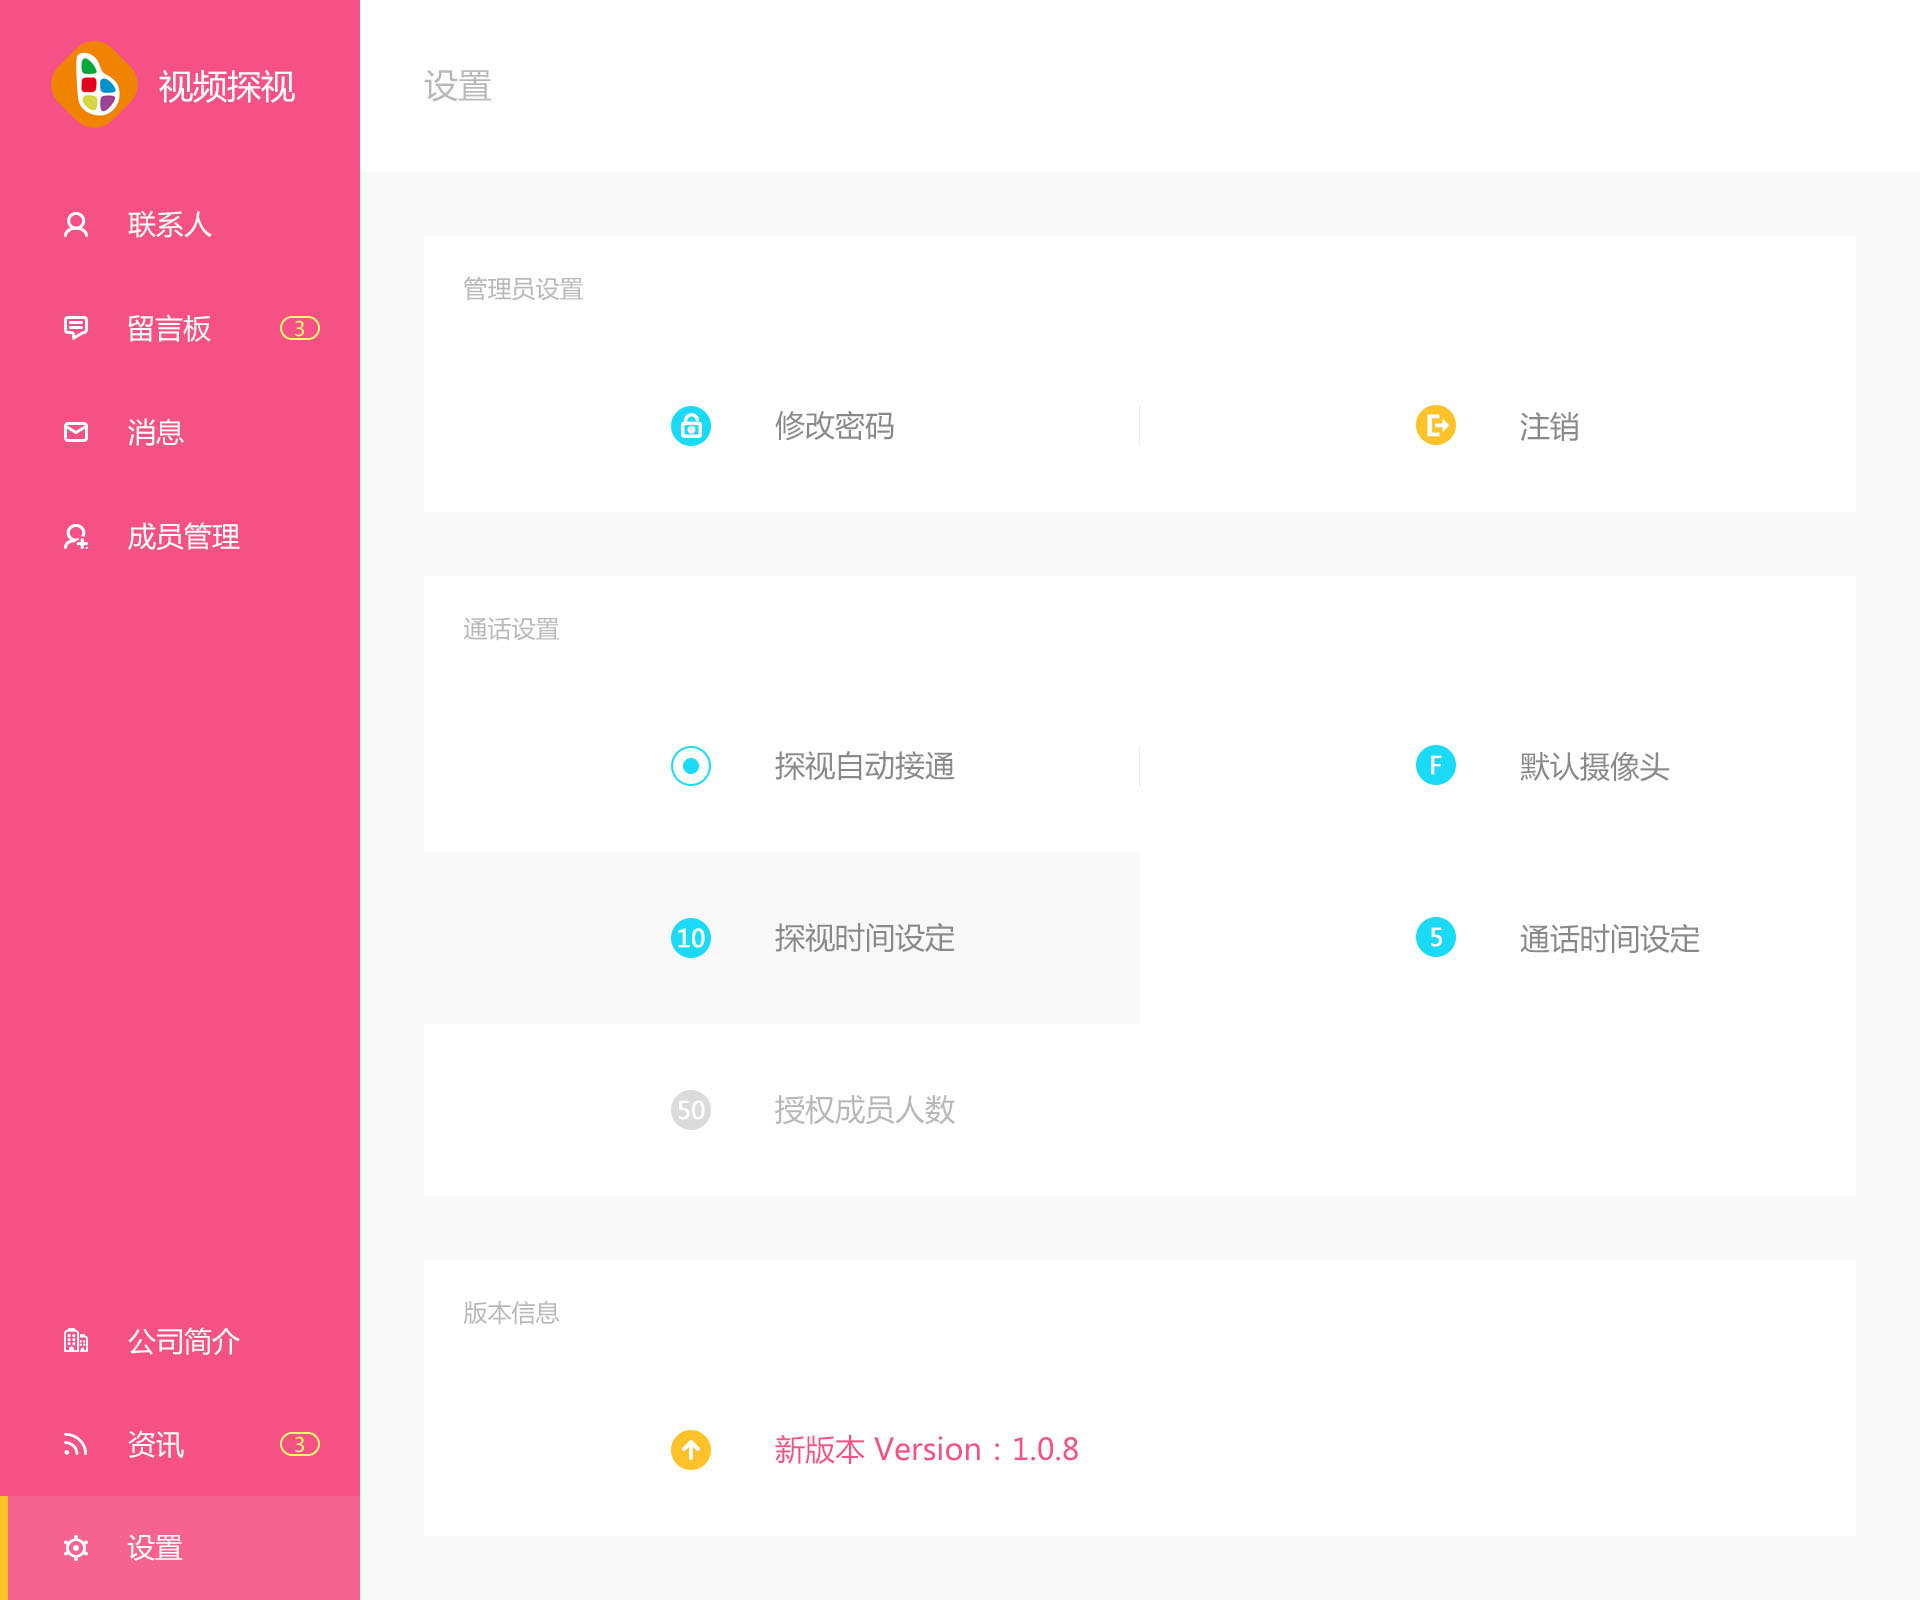 视频探视
联系人
留言板 3
消息
成员管理
公司简介
资讯 3
设置
设置
管理员设置
修改密码
注销
通话设置
探视自动接通
F 默认摄像头
10 探视时间设定
5 通话时间设定
50 授权成员人数
版本信息
新版本 Version：1.0.8